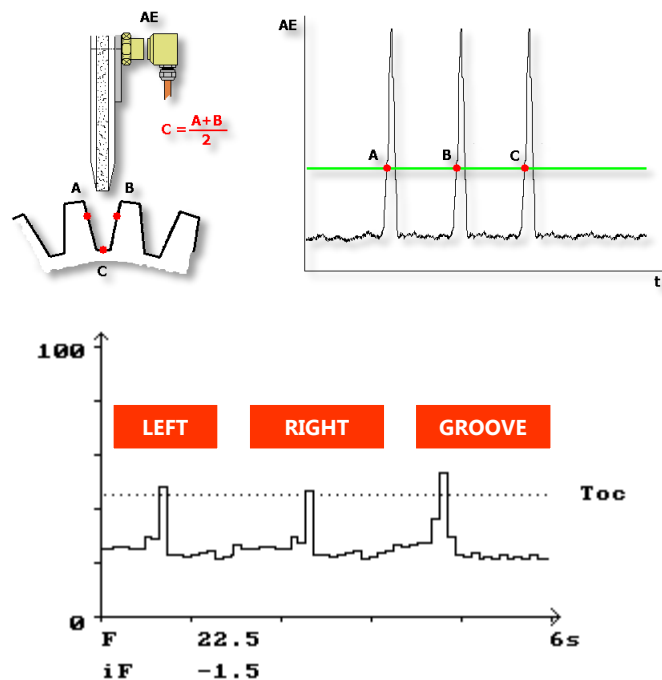 AE
C = A+B
2
A B
C
AE
A B C
t
100
LEFT RIGHT GROOVE
Toc
0
F 22.5 6s
iF -1.5